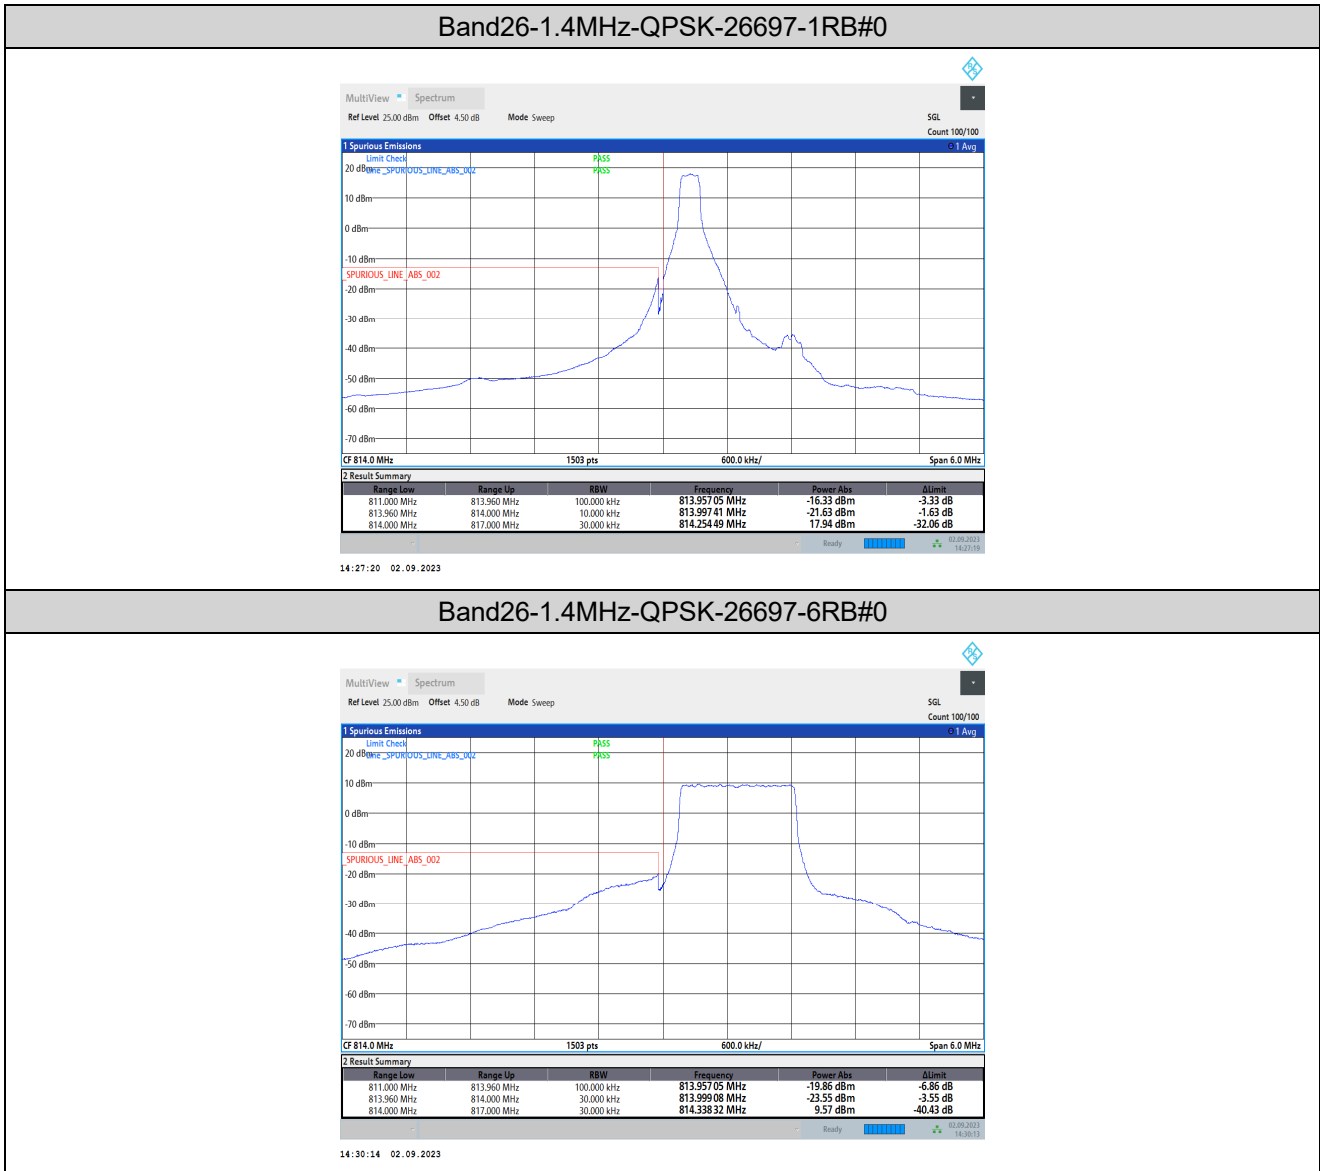 Band26-1.4MHz-QPSK-26697-1RB#0
MultiView Spectrum
Ref Level 25.00 dBm Offset 4.50 dB Mode Sweep SGL
Count 100/100
1 Spurious Emissions 1 Avg
Limit Check PASS
Line _SPURIOUS_LINE_ABS_002 PASS
20 dBm
10 dBm
0 dBm
-10 dBm
_SPURIOUS_LINE_ABS_002
-20 dBm
-30 dBm
-40 dBm
-50 dBm
-60 dBm
-70 dBm
CF 814.0 MHz 1503 pts 600.0 kHz/ Span 6.0 MHz
2 Result Summary
Range Low Range Up RBW Frequency Power Abs ΔLimit
811.000 MHz 813.960 MHz 100.000 kHz 813.957 05 MHz -16.33 dBm -3.33 dB
813.960 MHz 814.000 MHz 10.000 kHz 813.997 41 MHz -21.63 dBm -1.63 dB
814.000 MHz 817.000 MHz 30.000 kHz 814.254 49 MHz 17.94 dBm -32.06 dB
Ready 02.09.2023
14:27:19
14:27:20 02.09.2023
Band26-1.4MHz-QPSK-26697-6RB#0
MultiView Spectrum
Ref Level 25.00 dBm Offset 4.50 dB Mode Sweep SGL
Count 100/100
1 Spurious Emissions 1 Avg
Limit Check PASS
Line _SPURIOUS_LINE_ABS_002 PASS
20 dBm
10 dBm
0 dBm
-10 dBm
_SPURIOUS_LINE_ABS_002
-20 dBm
-30 dBm
-40 dBm
-50 dBm
-60 dBm
-70 dBm
CF 814.0 MHz 1503 pts 600.0 kHz/ Span 6.0 MHz
2 Result Summary
Range Low Range Up RBW Frequency Power Abs ΔLimit
811.000 MHz 813.960 MHz 100.000 kHz 813.957 05 MHz -19.86 dBm -6.86 dB
813.960 MHz 814.000 MHz 30.000 kHz 813.999 08 MHz -23.55 dBm -3.55 dB
814.000 MHz 817.000 MHz 30.000 kHz 814.338 32 MHz 9.57 dBm -40.43 dB
Ready 02.09.2023
14:30:13
14:30:14 02.09.2023